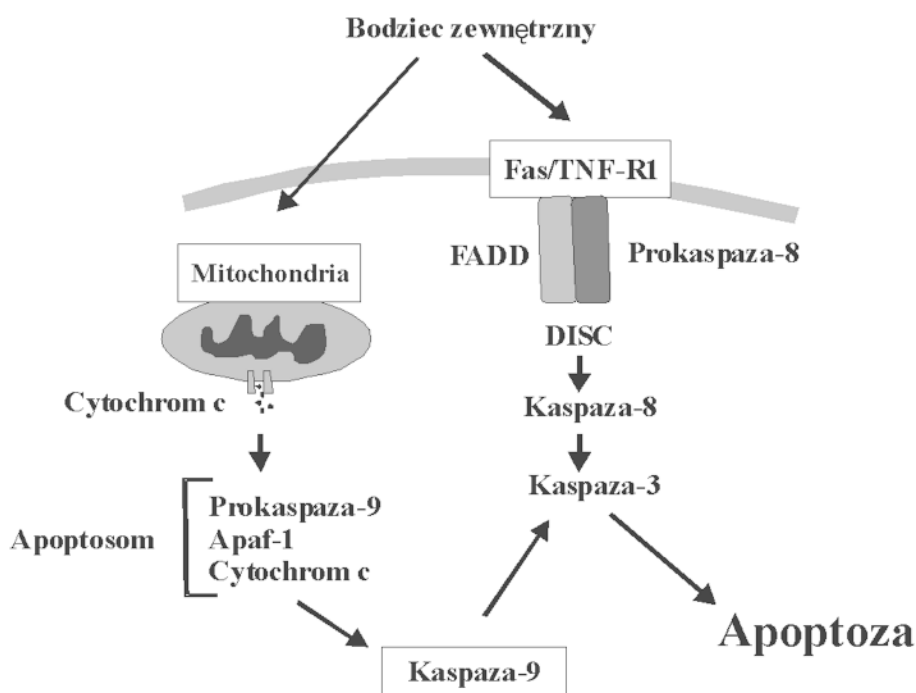 Bodziec zewnętrzny
Fas/TNF-R1
FADD
Prokaspaza-8
Mitochondria
DISC
Cytochrom c
Kaspaza-8
Kaspaza-3
Apoptosom
Prokaspaza-9
Apaf-1
Cytochrom c
Apoptoza
Kaspaza-9